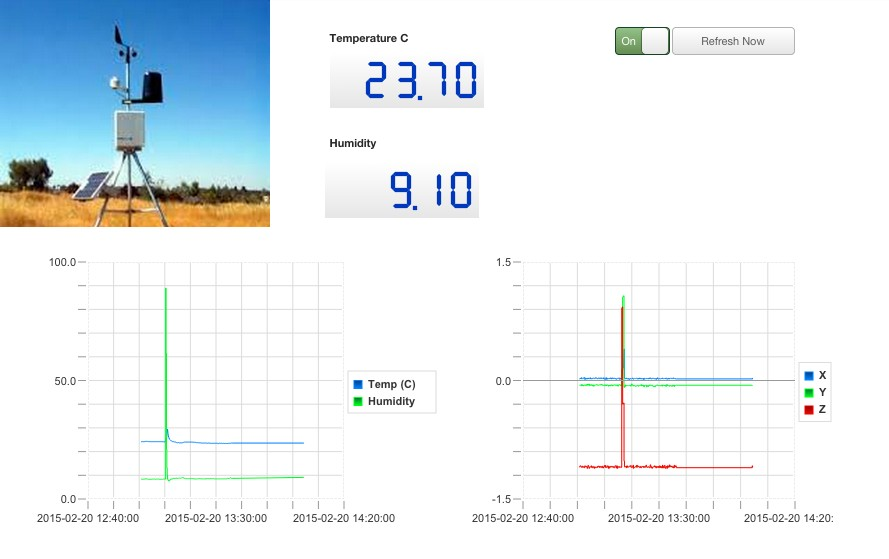 Temperature C
On
Refresh Now
23.70
Humidity
9.10
100.0
50.0
0.0
2015-02-20 12:40:00
2015-02-20 13:30:00
2015-02-20 14:20:00
Temp (C)
Humidity
1.5
0.0
-1.5
2015-02-20 12:40:00
2015-02-20 13:30:00
2015-02-20 14:20:
X
Y
Z